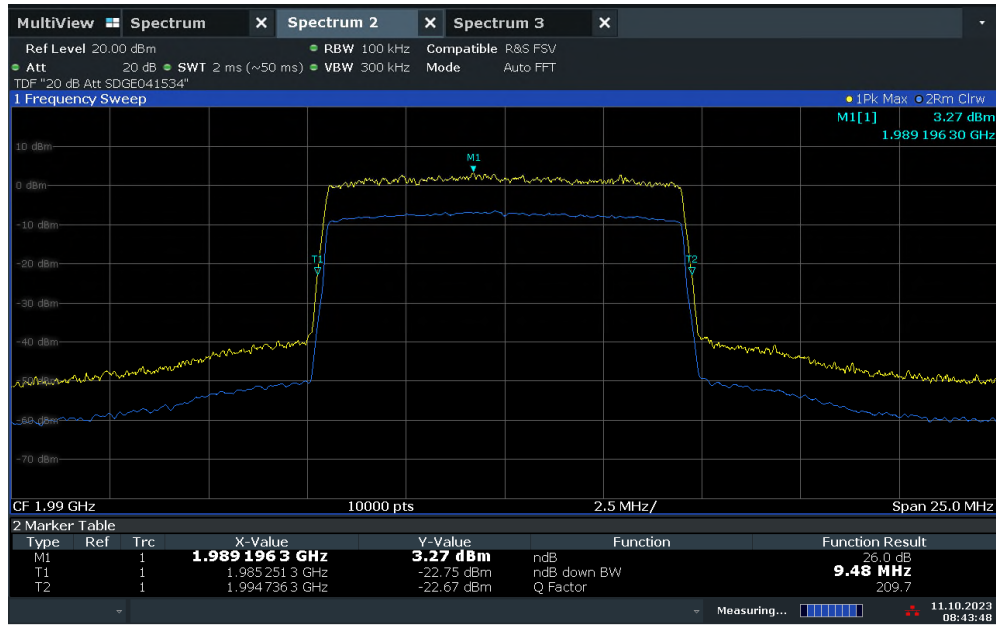 MultiView Spectrum X Spectrum 2 X Spectrum 3 X
Ref Level 20.00 dBm RBW 100 kHz Compatible R&S FSV
Att 20 dB SWT 2 ms (~50 ms) VBW 300 kHz Mode Auto FFT
TDF "20 dB Att SDGE041534"
1 Frequency Sweep 1Pk Max 2Rm Clrw
M1[1] 3.27 dBm
1.989 196 30 GHz
10 dBm
M1
0 dBm
-10 dBm
T1 T2
-20 dBm
-30 dBm
-40 dBm
-50 dBm
-60 dBm
-70 dBm
CF 1.99 GHz 10000 pts 2.5 MHz/ Span 25.0 MHz
2 Marker Table
Type Ref Trc X-Value Y-Value Function Function Result
M1 1 1.989 196 3 GHz 3.27 dBm ndB 26.0 dB
T1 1 1.985 251 3 GHz -22.75 dBm ndB down BW 9.48 MHz
T2 1 1.994 736 3 GHz -22.67 dBm Q Factor 209.7
Measuring... 11.10.2023
08:43:48